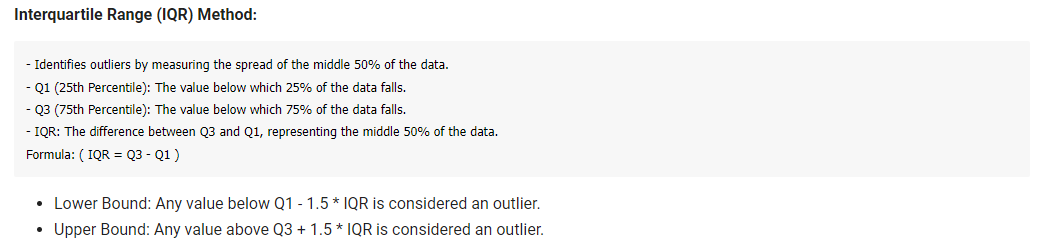 Interquartile Range (IQR) Method:
- Identifies outliers by measuring the spread of the middle 50% of the data.
- Q1 (25th Percentile): The value below which 25% of the data falls.
- Q3 (75th Percentile): The value below which 75% of the data falls.
- IQR: The difference between Q3 and Q1, representing the middle 50% of the data.
Formula: ( IQR = Q3 - Q1 )
• Lower Bound: Any value below Q1 - 1.5 * IQR is considered an outlier.
• Upper Bound: Any value above Q3 + 1.5 * IQR is considered an outlier.